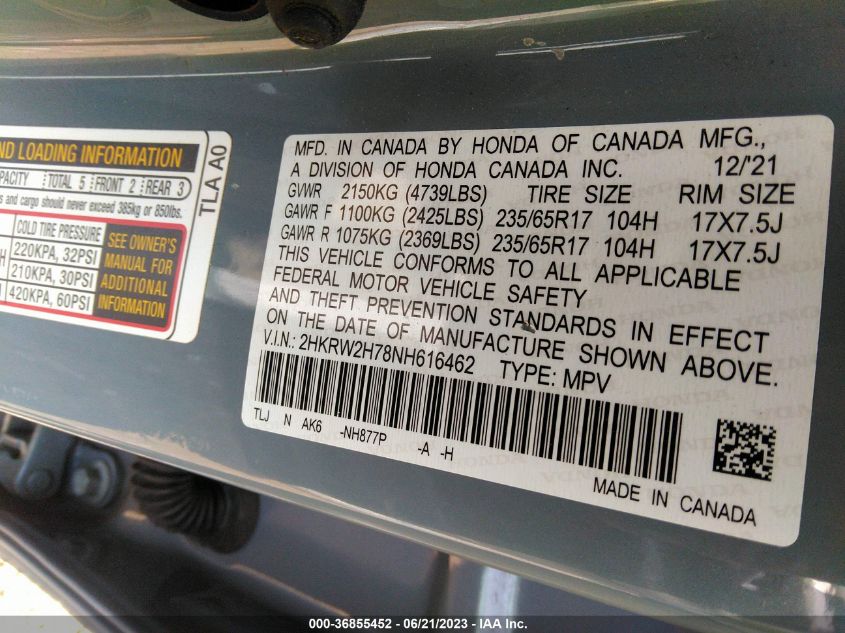 ND LOADING INFORMATION
APACITY TOTAL 5 FRONT 2 REAR 3
s and cargo should never exceed 385kg or 850lbs.
COLD TIRE PRESSURE
220KPA, 32PSI
210KPA, 30PSI
420KPA, 60PSI
SEE OWNER'S
MANUAL FOR
ADDITIONAL
INFORMATION
TLA A0
MFD. IN CANADA BY HONDA OF CANADA MFG.,
A DIVISION OF HONDA CANADA INC. 12/'21
GVWR 2150KG (4739LBS) TIRE SIZE RIM SIZE
GAWR F 1100KG (2425LBS) 235/65R17 104H 17X7.5J
GAWR R 1075KG (2369LBS) 235/65R17 104H 17X7.5J
THIS VEHICLE CONFORMS TO ALL APPLICABLE
FEDERAL MOTOR VEHICLE SAFETY
AND THEFT PREVENTION STANDARDS IN EFFECT
ON THE DATE OF MANUFACTURE SHOWN ABOVE.
V.I.N.: 2HKRW2H78NH616462 TYPE: MPV
TLJ N AK6 -NH877P -A -H
MADE IN CANADA
000-36855452 - 06/21/2023 - IAA Inc.